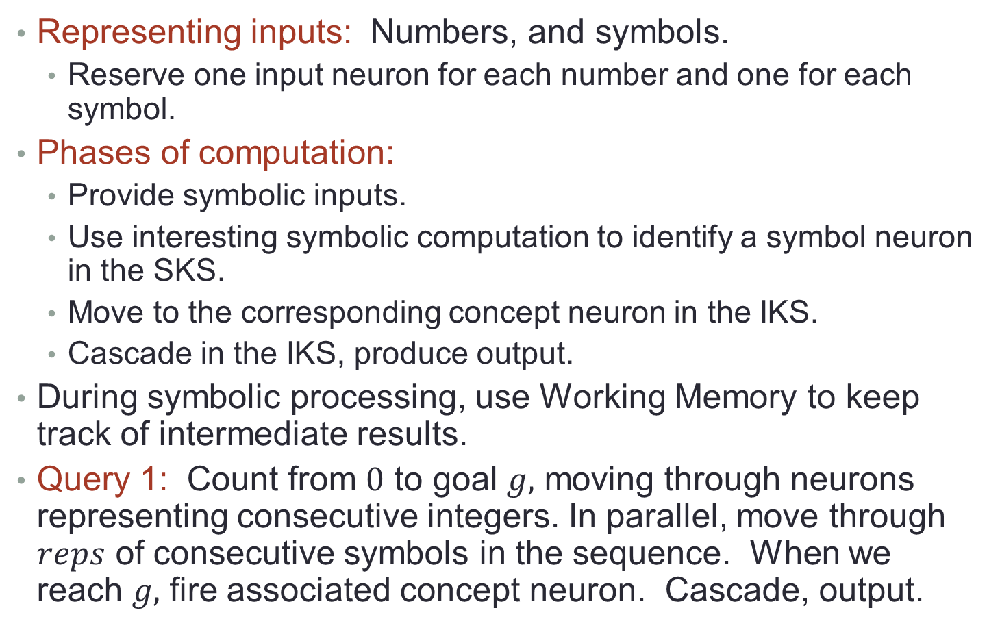 • Representing inputs: Numbers, and symbols.
• Reserve one input neuron for each number and one for each
symbol.
• Phases of computation:
• Provide symbolic inputs.
• Use interesting symbolic computation to identify a symbol neuron
in the SKS.
• Move to the corresponding concept neuron in the IKS.
• Cascade in the IKS, produce output.
• During symbolic processing, use Working Memory to keep
track of intermediate results.
• Query 1: Count from 0 to goal g, moving through neurons
representing consecutive integers. In parallel, move through
reps of consecutive symbols in the sequence. When we
reach g, fire associated concept neuron. Cascade, output.